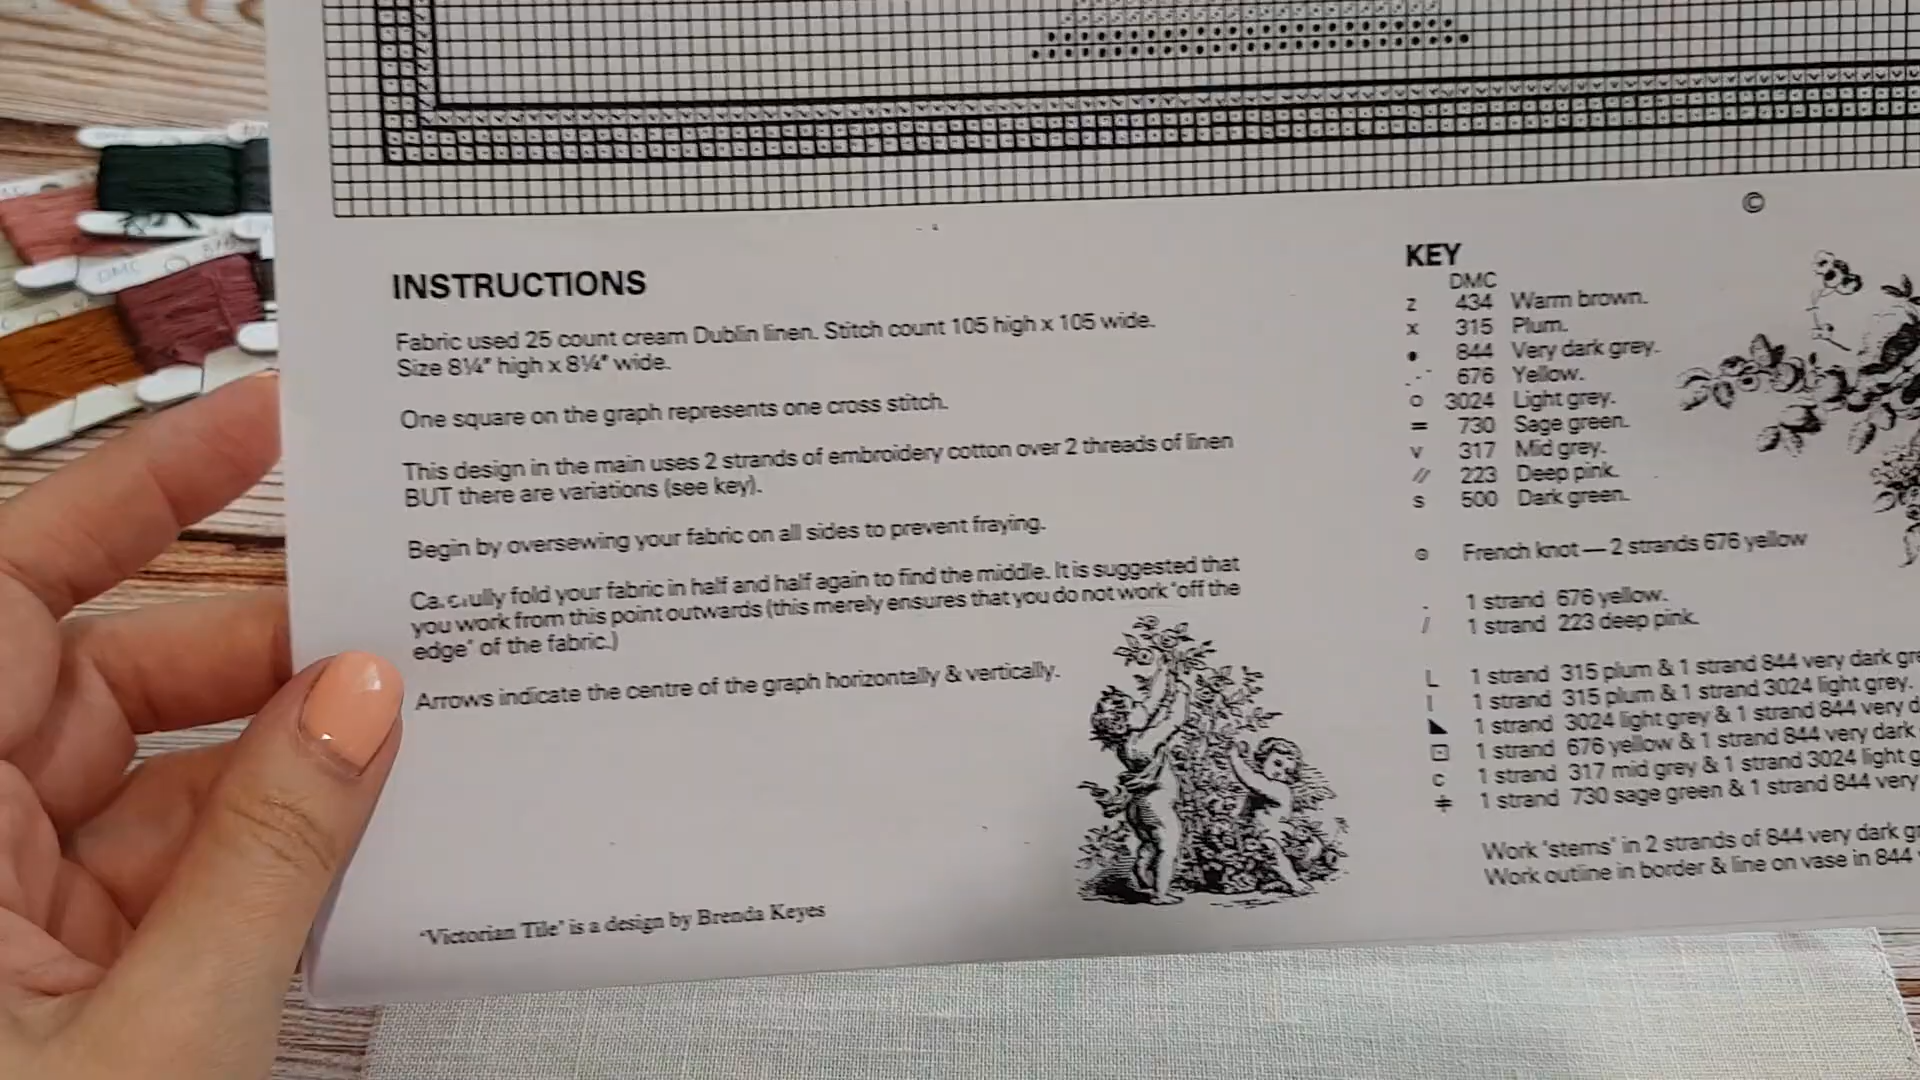 ©
INSTRUCTIONS
Fabric used 25 count cream Dublin linen. Stitch count 105 high x 105 wide.
Size 8¼" high x 8¼" wide.
One square on the graph represents one cross stitch.
This design in the main uses 2 strands of embroidery cotton over 2 threads of linen
BUT there are variations (see key).
Begin by oversewing your fabric on all sides to prevent fraying.
fold your fabric in half and half again to find the middle. It is suggested that
you work from this point outwards (this merely ensures that you do not work "off the
edge" of the fabric.)
Arrows indicate the centre of the graph horizontally & vertically.
"Victorian Tile" is a design by Brenda Keyes
KEY
DMC
z 434 Warm brown.
x 315 Plum.
• 844 Very dark grey.
676 Yellow.
o 3024 Light grey.
= 730 Sage green.
v 317 Mid grey.
// 223 Deep pink.
s 500 Dark green.
⊙ French knot — 2 strands 676 yellow
. 1 strand 676 yellow.
/ 1 strand 223 deep pink.
L 1 strand 315 plum & 1 strand 844 very dark
I 1 strand 315 plum & 1 strand 3024 light grey.
◣ 1 strand 3024 light grey & 1 strand 844 very
⊡ 1 strand 676 yellow & 1 strand 844 very dark
c 1 strand 317 mid grey & 1 strand 3024 light
ǂ 1 strand 730 sage green & 1 strand 844 very
Work "stems" in 2 strands of 844 very dark
Work outline in border & line on vase in 844
DMC